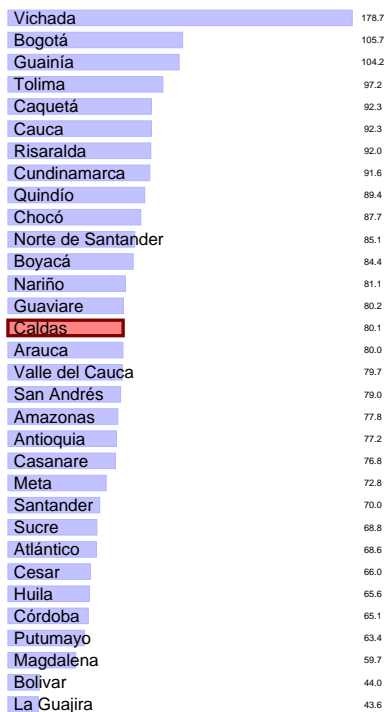 Vichada 178.7
Bogotá 105.7
Guainía 104.2
Tolima 97.2
Caquetá 92.3
Cauca 92.3
Risaralda 92.0
Cundinamarca 91.6
Quindío 89.4
Chocó 87.7
Norte de Santander 85.1
Boyacá 84.4
Nariño 81.1
Guaviare 80.2
Caldas 80.1
Arauca 80.0
Valle del Cauca 79.7
San Andrés 79.0
Amazonas 77.8
Antioquia 77.2
Casanare 76.8
Meta 72.8
Santander 70.0
Sucre 68.8
Atlántico 68.6
Cesar 66.0
Huila 65.6
Córdoba 65.1
Putumayo 63.4
Magdalena 59.7
Bolivar 44.0
La Guajira 43.6